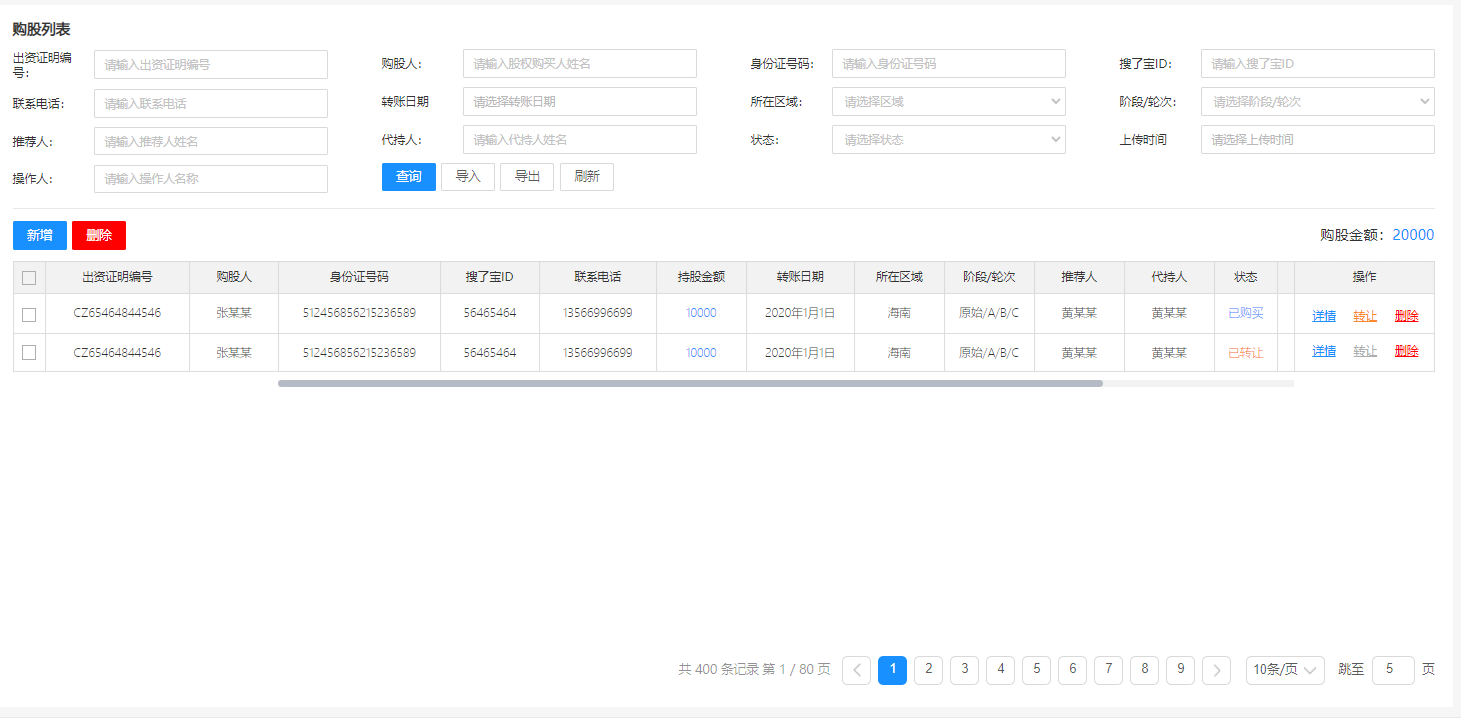 购股列表
出资证明编号: 请输入出资证明编号 购股人: 请输入股权购买人姓名 身份证号码: 请输入身份证号码 搜了宝ID: 请输入搜了宝ID
联系电话: 请输入联系电话 转账日期 请选择转账日期 所在区域: 请选择区域 阶段/轮次: 请选择阶段/轮次
推荐人: 请输入推荐人姓名 代持人: 请输入代持人姓名 状态: 请选择状态 上传时间 请选择上传时间
操作人: 请输入操作人名称 查询 导入 导出 刷新
新增 删除 购股金额: 20000
出资证明编号 购股人 身份证号码 搜了宝ID 联系电话 持股金额 转账日期 所在区域 阶段/轮次 推荐人 代持人 状态 操作
CZ65464844546 张某某 512456856215236589 56465464 13566996699 10000 2020年1月1日 海南 原始/A/B/C 黄某某 黄某某 已购买 详情 转让 删除
CZ65464844546 张某某 512456856215236589 56465464 13566996699 10000 2020年1月1日 海南 原始/A/B/C 黄某某 黄某某 已转让 详情 转让 删除
共 400 条记录 第 1 / 80 页 1 2 3 4 5 6 7 8 9 10条/页 跳至 5 页